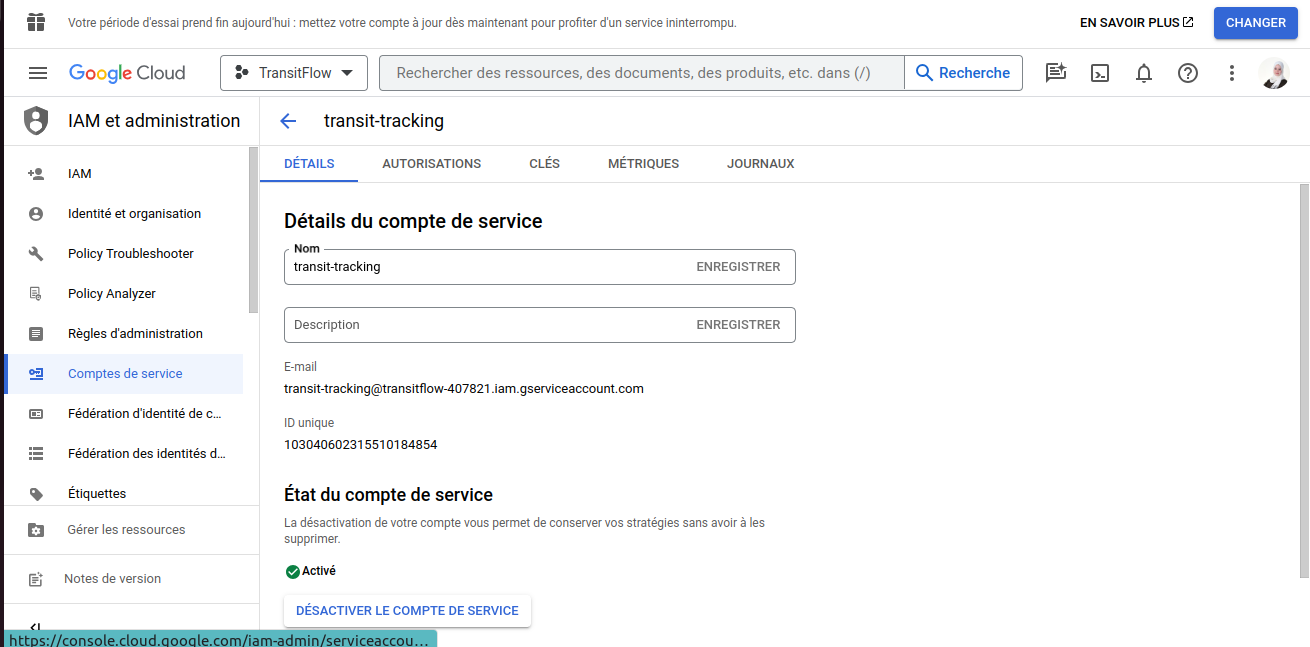 Votre période d'essai prend fin aujourd'hui : mettez votre compte à jour dès maintenant pour profiter d'un service ininterrompu.
EN SAVOIR PLUS
CHANGER
Google Cloud
TransitFlow
Rechercher des ressources, des documents, des produits, etc. dans (/)
Recherche
IAM et administration
transit-tracking
IAM
Identité et organisation
Policy Troubleshooter
Policy Analyzer
Règles d'administration
Comptes de service
Fédération d'identité de c...
Fédération des identités d...
Étiquettes
Gérer les ressources
Notes de version
DÉTAILS
AUTORISATIONS
CLÉS
MÉTRIQUES
JOURNAUX
Détails du compte de service
Nom
transit-tracking
ENREGISTRER
Description
ENREGISTRER
E-mail
transit-tracking@transitflow-407821.iam.gserviceaccount.com
ID unique
103040602315510184854
État du compte de service
La désactivation de votre compte vous permet de conserver vos stratégies sans avoir à les
supprimer.
Activé
DÉSACTIVER LE COMPTE DE SERVICE
https://console.cloud.google.com/iam-admin/serviceaccou...